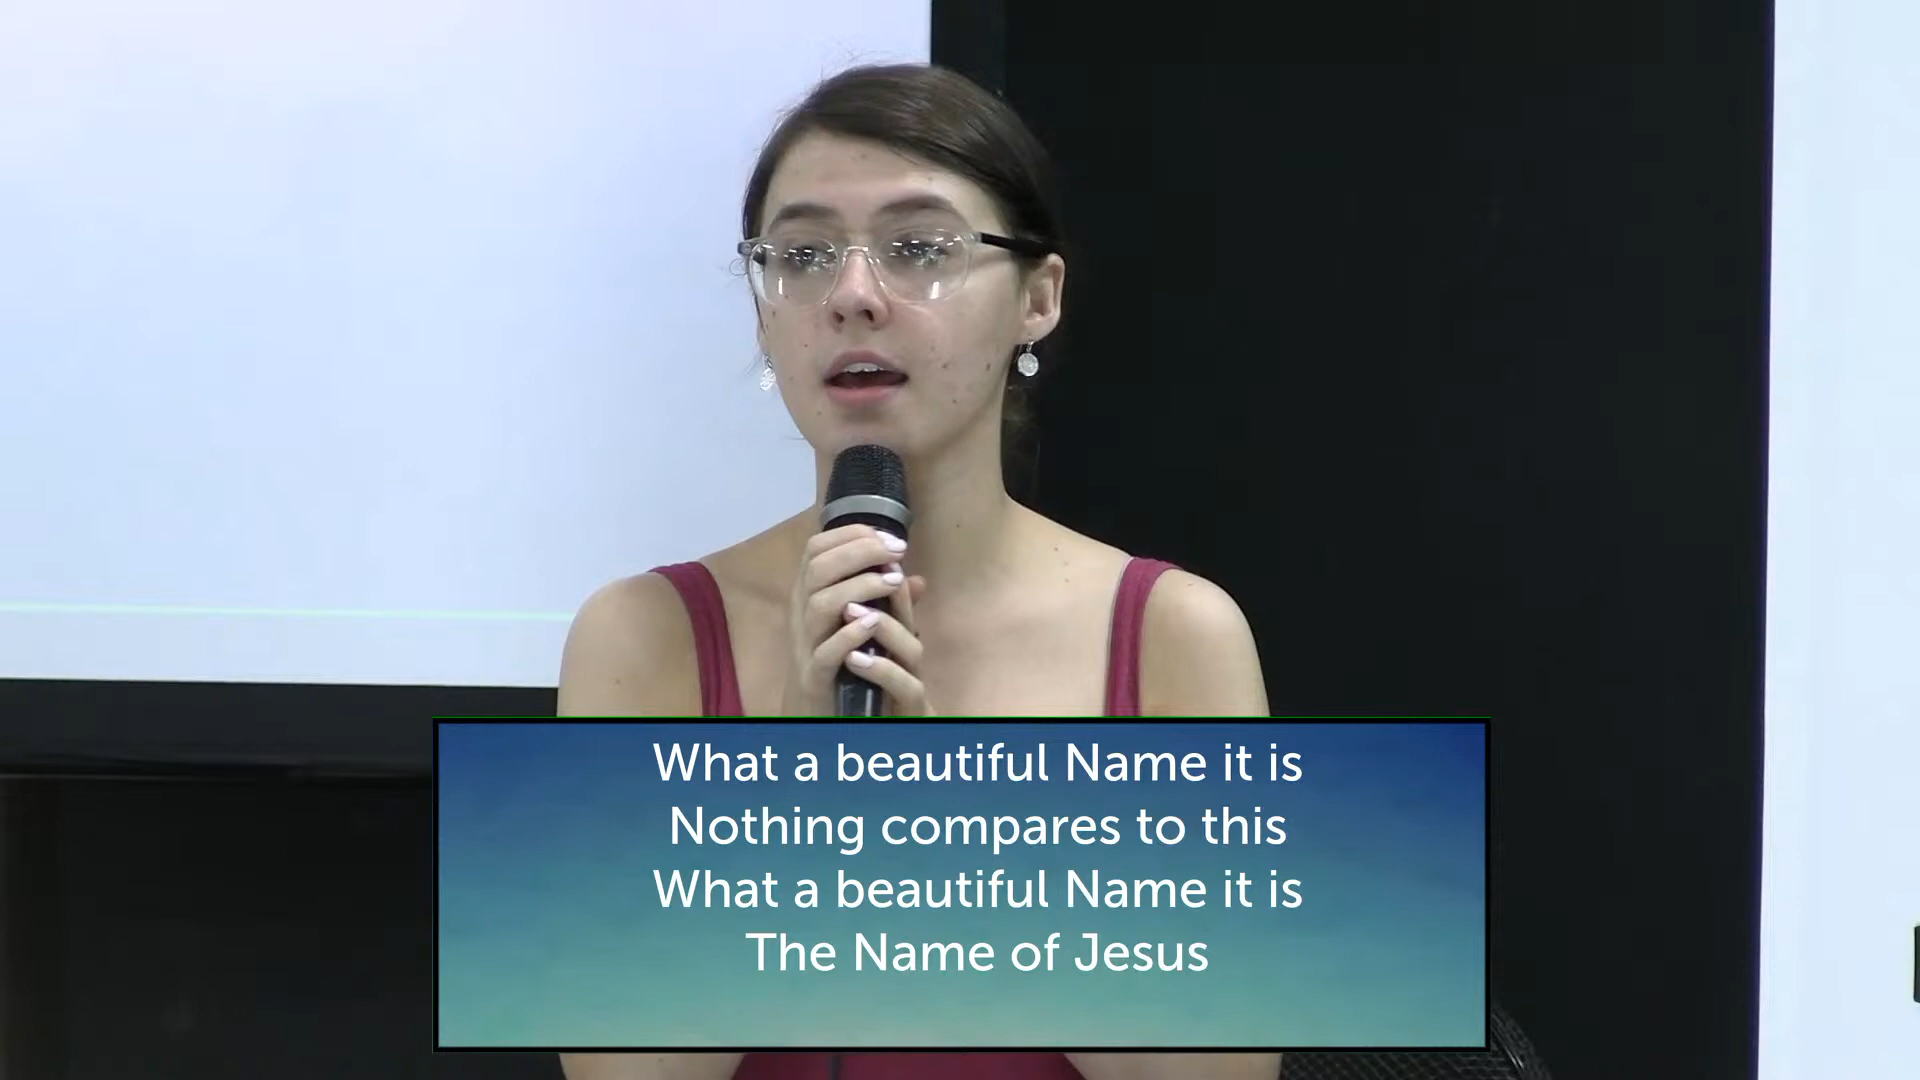 What a beautiful Name it is
Nothing compares to this
What a beautiful Name it is
The Name of Jesus